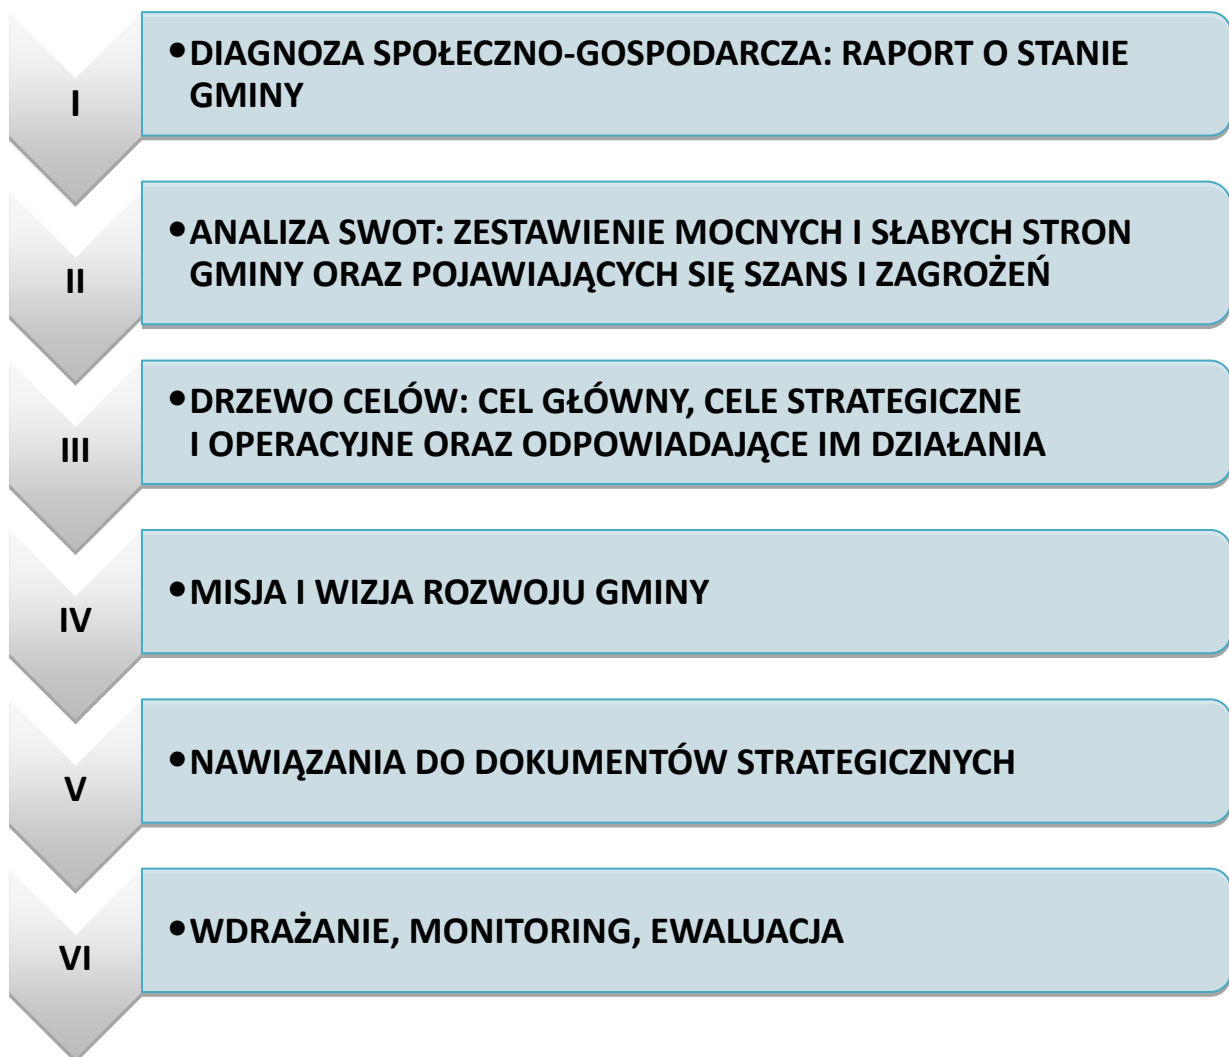 I
•DIAGNOZA SPOŁECZNO-GOSPODARCZA: RAPORT O STANIE
GMINY
II
•ANALIZA SWOT: ZESTAWIENIE MOCNYCH I SŁABYCH STRON
GMINY ORAZ POJAWIAJĄCYCH SIĘ SZANS I ZAGROŻEŃ
III
•DRZEWO CELÓW: CEL GŁÓWNY, CELE STRATEGICZNE
I OPERACYJNE ORAZ ODPOWIADAJĄCE IM DZIAŁANIA
IV
•MISJA I WIZJA ROZWOJU GMINY
V
•NAWIĄZANIA DO DOKUMENTÓW STRATEGICZNYCH
VI
•WDRAŻANIE, MONITORING, EWALUACJA